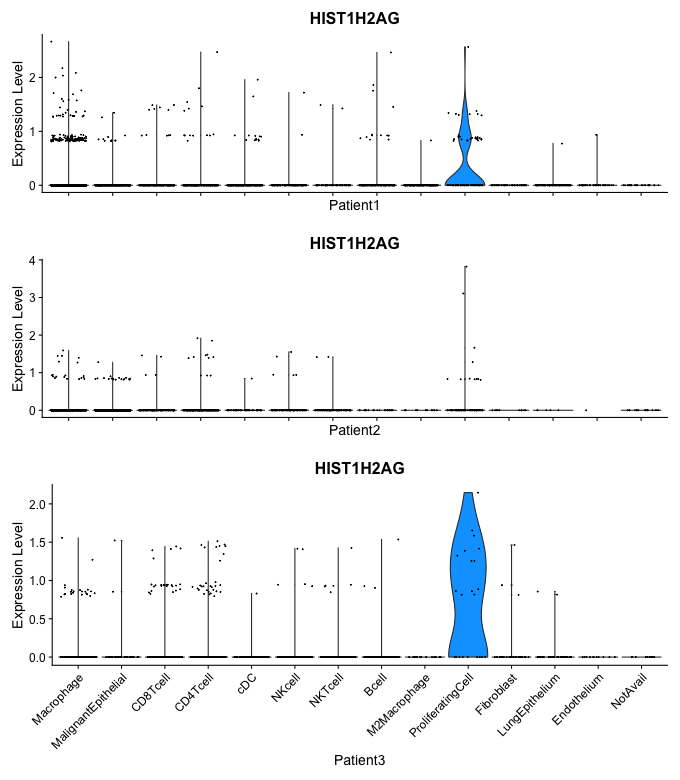 HIST1H2AG
Expression Level
2
1
0
Patient1
HIST1H2AG
Expression Level
4
3
2
1
0
Patient2
HIST1H2AG
Expression Level
2.0
1.5
1.0
0.5
0.0
Macrophage
MalignantEpithelial
CD8Tcell
CD4Tcell
cDC
NKcell
NKTcell
Bcell
M2Macrophage
ProliferatingCell
Fibroblast
LungEpithelium
Endothelium
NotAvail
Patient3